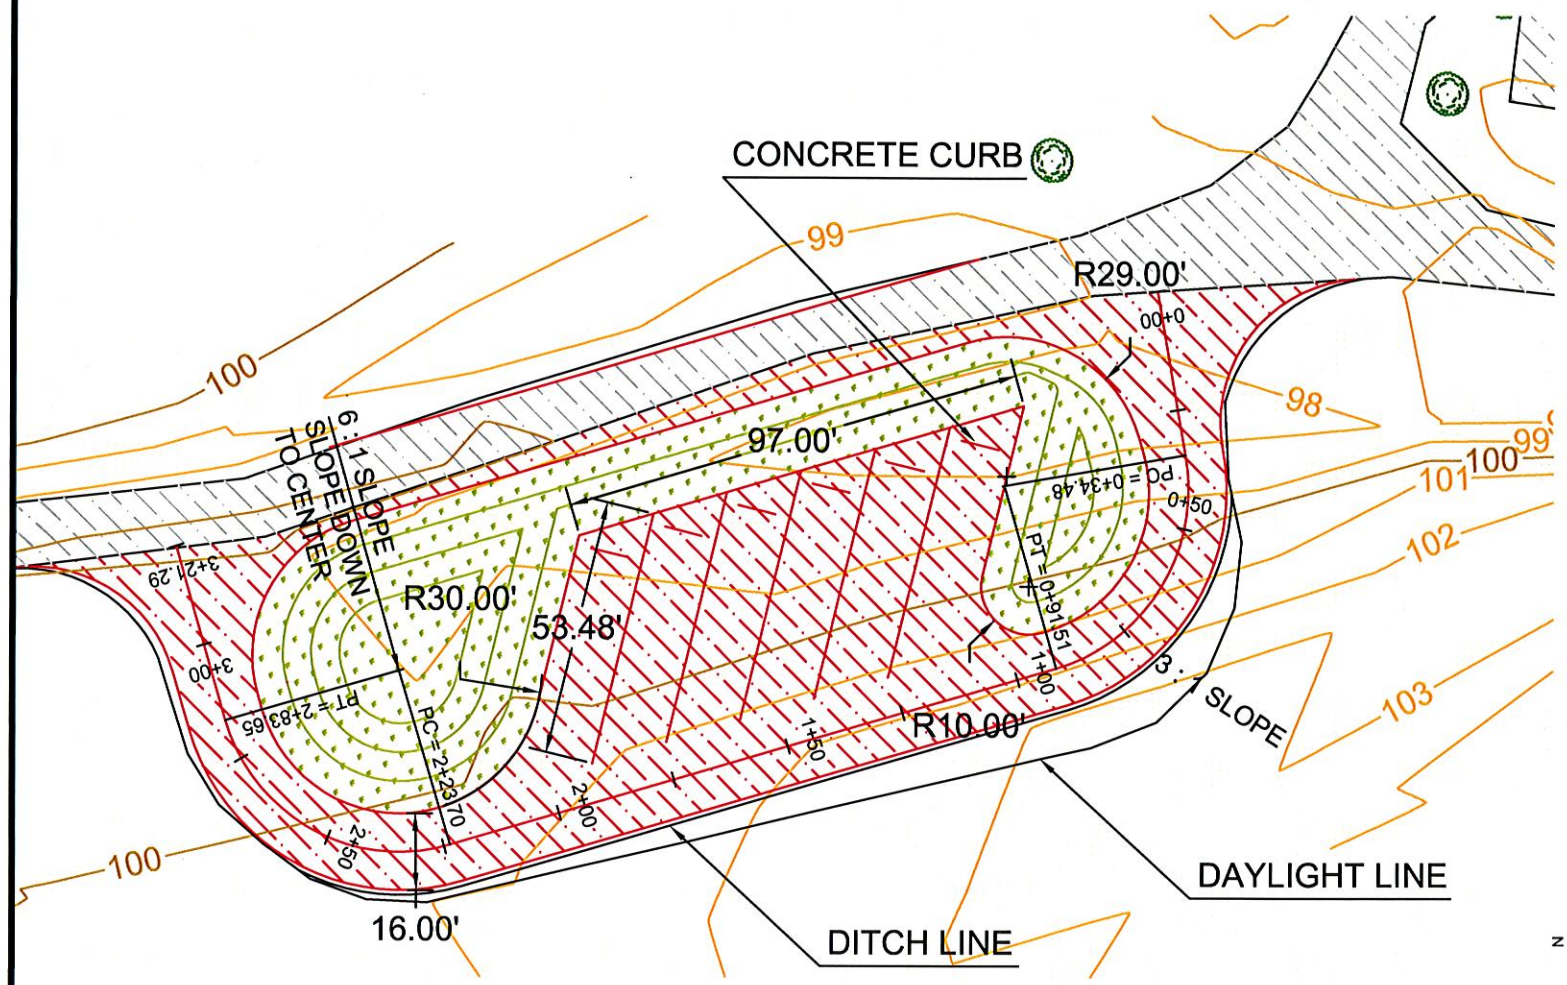 CONCRETE CURB
99
R29.00'
0+00
100
98
6:1 SLOPE
SLOPE DOWN
TO CENTER
97.00'
99
100
101
PC = 0+34.48
0+50
102
3+21.29
R30.00'
53.48'
PT = 0+91.51
1+00
3+00
PT = 2+83.65
SLOPE
103
PC = 2+23.70
R10.00'
1+50
2+00
2+50
100
DAYLIGHT LINE
16.00'
DITCH LINE
N